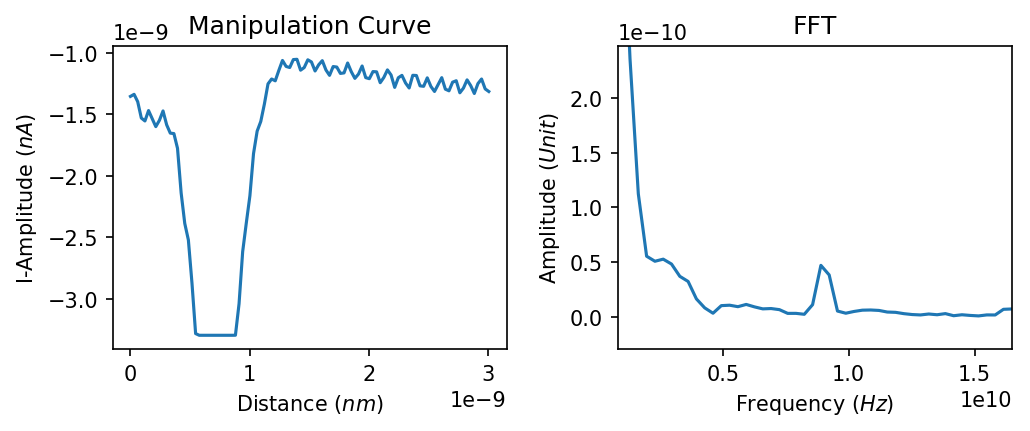 Manipulation Curve
1e−9
I-Amplitude (nA)
−1.0
−1.5
−2.0
−2.5
−3.0
0 1 2 3
1e−9
Distance (nm)
FFT
1e−10
Amplitude (Unit)
2.0
1.5
1.0
0.5
0.0
0.5 1.0 1.5
1e10
Frequency (Hz)